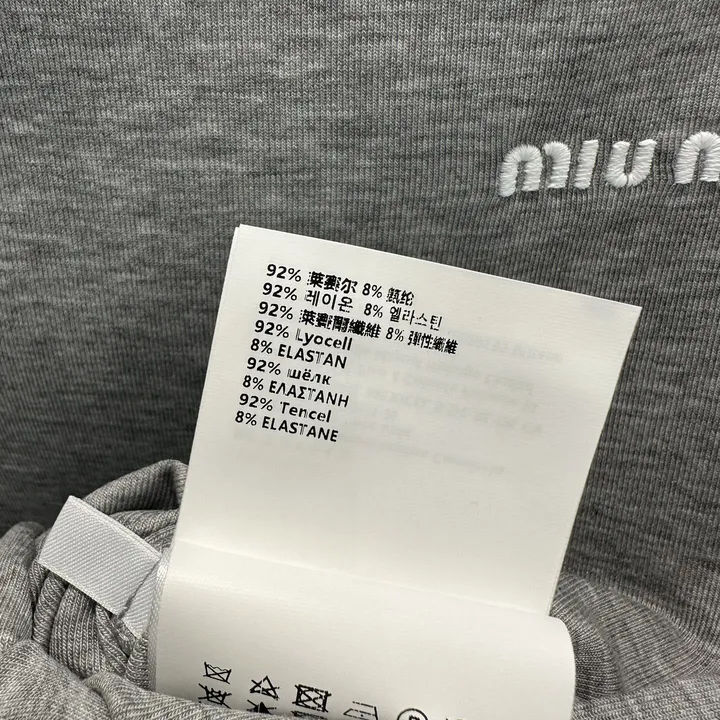 MIU M
92% 莱赛尔 8% 氨纶
92% 레이온 8% 엘라스틴
92% 萊賽爾纖維 8% 彈性纖維
92% Lyocell
8% ELASTAN
92% шёлк
8% ΕΛΑΣΤΑΝΗ
92% Tencel
8% ELASTANE